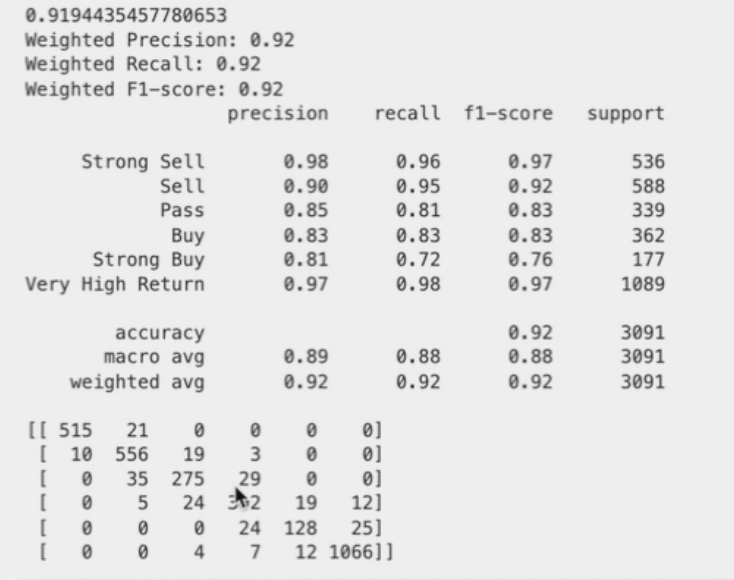 0.9194435457780653
Weighted Precision: 0.92
Weighted Recall: 0.92
Weighted F1-score: 0.92
precision recall f1-score support
Strong Sell 0.98 0.96 0.97 536
Sell 0.90 0.95 0.92 588
Pass 0.85 0.81 0.83 339
Buy 0.83 0.83 0.83 362
Strong Buy 0.81 0.72 0.76 177
Very High Return 0.97 0.98 0.97 1089
accuracy 0.92 3091
macro avg 0.89 0.88 0.88 3091
weighted avg 0.92 0.92 0.92 3091
[[ 515 21 0 0 0 0]
[ 10 556 19 3 0 0]
[ 0 35 275 29 0 0]
[ 0 5 24 19 12]
[ 0 0 0 24 128 25]
[ 0 0 4 7 12 1066]]